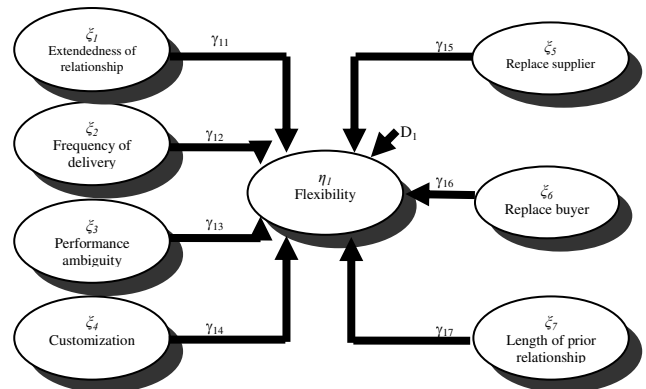 ξ1
Extendedness of
relationship
γ11
ξ2
Frequency of
delivery
γ12
ξ3
Performance
ambiguity
γ13
ξ4
Customization
γ14
η1
Flexibility
D1
γ15
ξ5
Replace supplier
γ16
ξ6
Replace buyer
γ17
ξ7
Length of prior
relationship